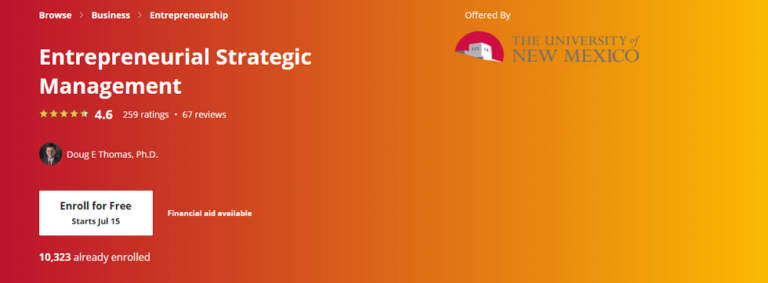 Browse > Business > Entrepreneurship
Offered By
THE UNIVERSITY of
NEW MEXICO
Entrepreneurial Strategic
Management
4.6 259 ratings • 67 reviews
Doug E Thomas, Ph.D.
Enroll for Free
Starts Jul 15
Financial aid available
10,323 already enrolled